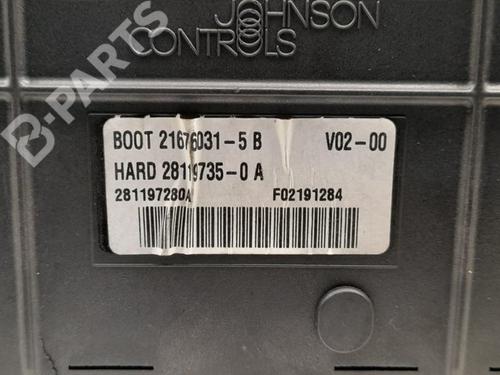 JOHNSON
CONTROLS
B-PARTS
BOOT 21676031-5 B V02-00
HARD 28119735-0 A
281197280A F02191284